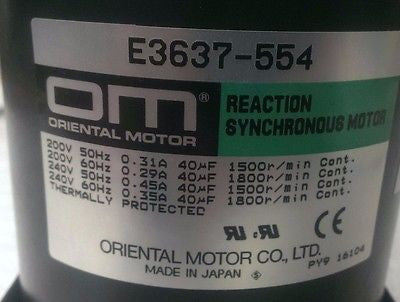 E3637-554
OM®
ORIENTAL MOTOR
REACTION
SYNCHRONOUS MOTOR
200V 50Hz 0.31A 40μF 1500r/min Cont.
200V 60Hz 0.29A 40μF 1800r/min Cont.
240V 50Hz 0.45A 40μF 1500r/min Cont.
240V 60Hz 0.35A 40μF 1800r/min Cont.
THERMALLY PROTECTED
ORIENTAL MOTOR CO., LTD.
MADE IN JAPAN Ⓢ
PY9 16104